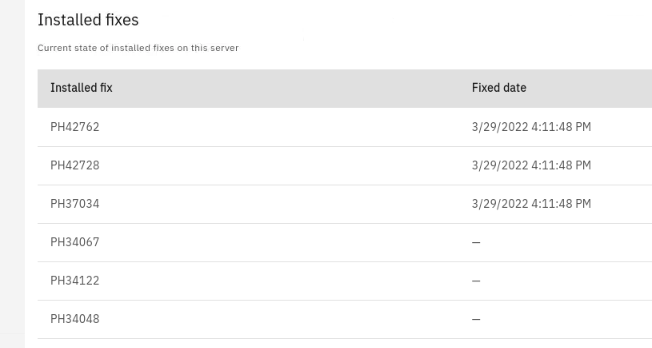 Installed fixes
Current state of installed fixes on this server
Installed fix Fixed date
PH42762 3/29/2022 4:11:48 PM
PH42728 3/29/2022 4:11:48 PM
PH37034 3/29/2022 4:11:48 PM
PH34067 —
PH34122 —
PH34048 —